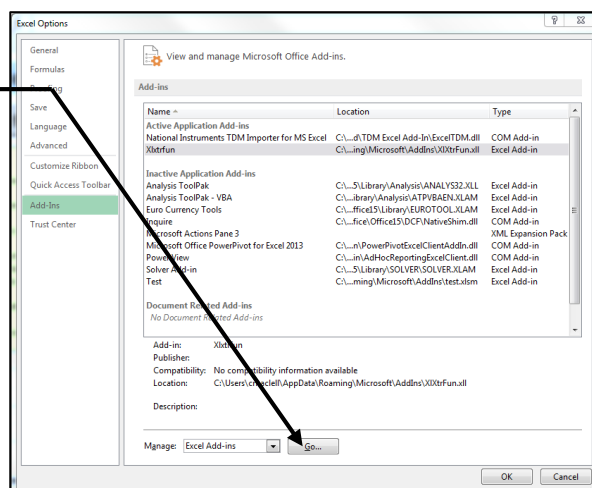 Excel Options
General
Formulas
Proofing
Save
Language
Advanced
Customize Ribbon
Quick Access Toolbar
Add-Ins
Trust Center
View and manage Microsoft Office Add-ins.
Add-ins
Name Location Type
Active Application Add-ins
National Instruments TDM Importer for MS Excel C:\...d\TDM Excel Add-In\ExcelTDM.dll COM Add-in
Xlxtrfun C:\...ing\Microsoft\AddIns\XlXtrFun.xll Excel Add-in
Inactive Application Add-ins
Analysis ToolPak C:\...5\Library\Analysis\ANALYS32.XLL Excel Add-in
Analysis ToolPak - VBA C:\...ibrary\Analysis\ATPVBAEN.XLAM Excel Add-in
Euro Currency Tools C:\...ffice15\Library\EUROTOOL.XLAM Excel Add-in
Inquire C:\...fice\Office15\DCF\NativeShim.dll COM Add-in
Microsoft Actions Pane 3 XML Expansion Pack
Microsoft Office PowerPivot for Excel 2013 C:\...n\PowerPivotExcelClientAddIn.dll COM Add-in
Power View C:\...in\AdHocReportingExcelClient.dll COM Add-in
Solver Add-in C:\...5\Library\SOLVER\SOLVER.XLAM Excel Add-in
Test C:\...ming\Microsoft\AddIns\test.xlsm Excel Add-in
Document Related Add-ins
No Document Related Add-ins
Add-in: Xlxtrfun
Publisher:
Compatibility: No compatibility information available
Location: AppData\Roaming\Microsoft\AddIns\XlXtrFun.xll
Description:
Manage: Excel Add-ins Go...
OK Cancel